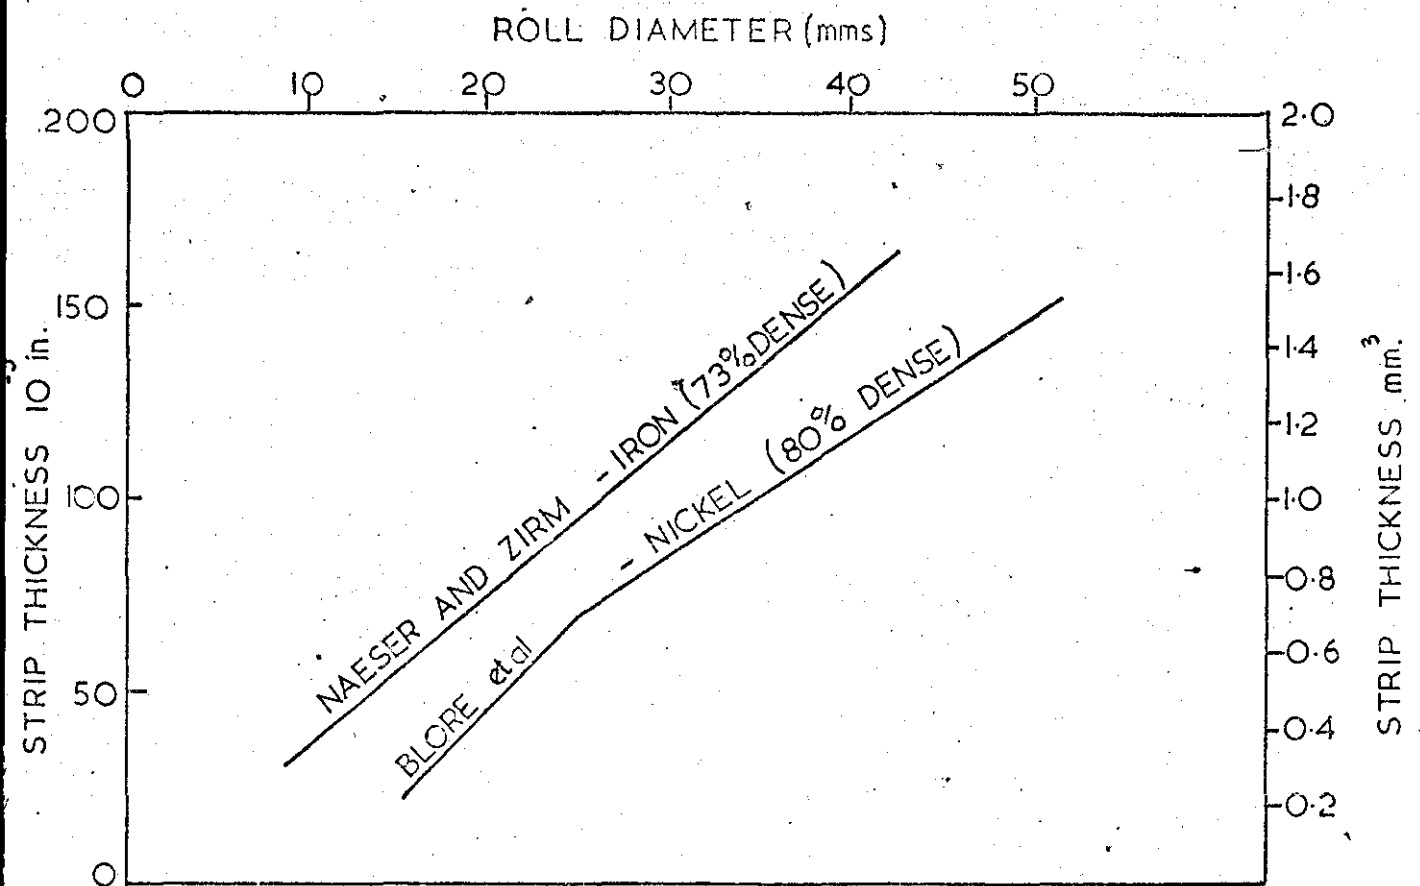 ROLL DIAMETER (mms)
0 10 20 30 40 50
200
150
100
50
0
STRIP THICKNESS 10⁻³ in.
2·0
1·8
1·6
1·4
1·2
1·0
0·8
0·6
0·4
0·2
STRIP THICKNESS mm.³
NAESER AND ZIRM - IRON (73% DENSE)
BLORE et al - NICKEL (80% DENSE)